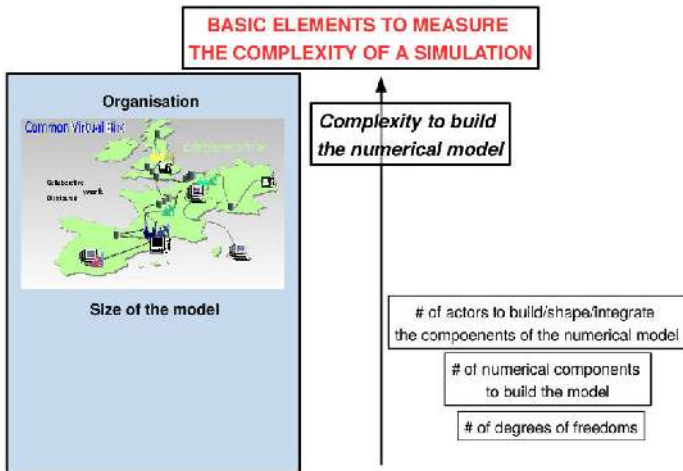 BASIC ELEMENTS TO MEASURE
THE COMPLEXITY OF A SIMULATION
Organisation
Common Virtual
Collaborative
work
Distributed
Size of the model
Complexity to build
the numerical model
# of actors to build/shape/integrate
the compoenents of the numerical model
# of numerical components
to build the model
# of degrees of freedoms